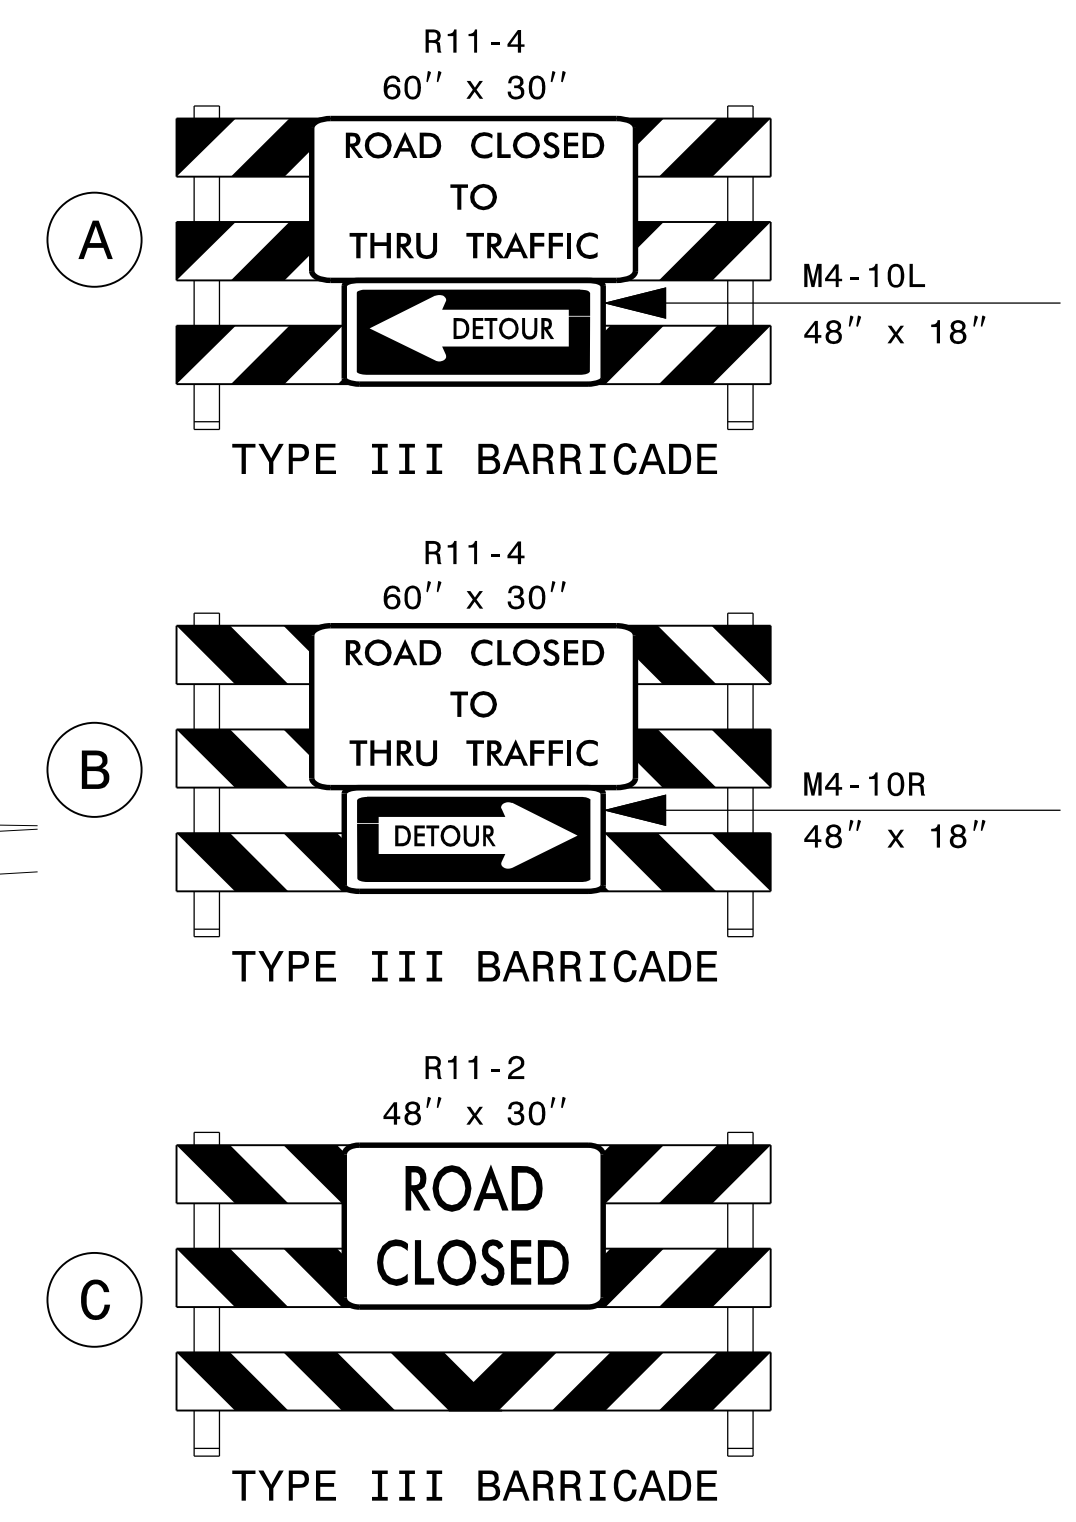 R11-4
60" x 30"
ROAD CLOSED
TO
THRU TRAFFIC
A
M4-10L
DETOUR
48" x 18"
TYPE III BARRICADE
R11-4
60" x 30"
ROAD CLOSED
TO
THRU TRAFFIC
B
M4-10R
DETOUR
48" x 18"
TYPE III BARRICADE
R11-2
48" x 30"
ROAD
CLOSED
C
TYPE III BARRICADE